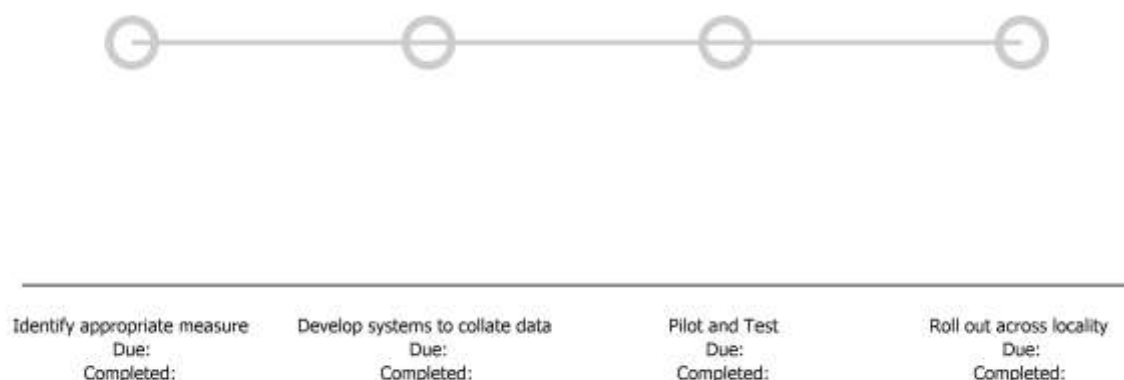 Identify appropriate measure
Due:
Completed:
Develop systems to collate data
Due:
Completed:
Pilot and Test
Due:
Completed:
Roll out across locality
Due:
Completed: